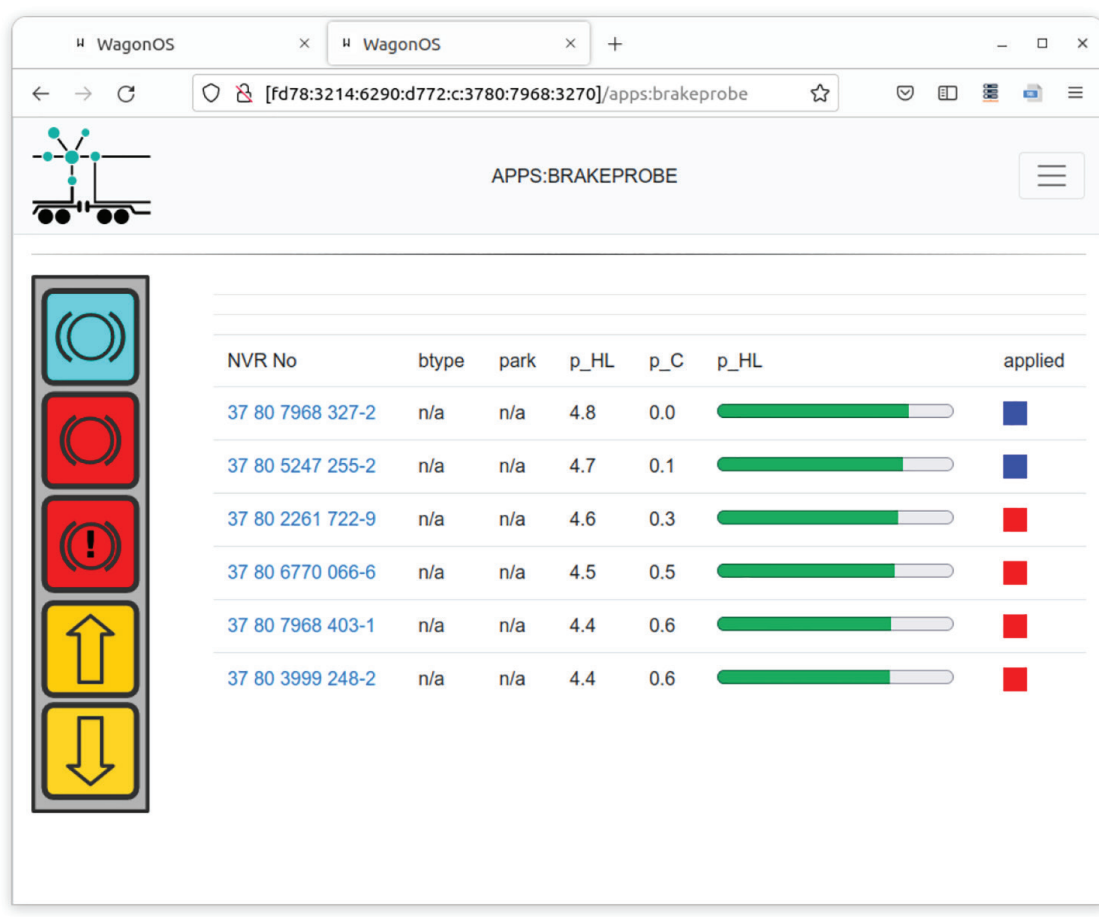 WagonOS × WagonOS × +
[fd78:3214:6290:d772:c:3780:7968:3270]/apps:brakeprobe
APPS:BRAKEPROBE
NVR No btype park p_HL p_C p_HL applied
37 80 7968 327-2 n/a n/a 4.8 0.0
37 80 5247 255-2 n/a n/a 4.7 0.1
37 80 2261 722-9 n/a n/a 4.6 0.3
37 80 6770 066-6 n/a n/a 4.5 0.5
37 80 7968 403-1 n/a n/a 4.4 0.6
37 80 3999 248-2 n/a n/a 4.4 0.6
!